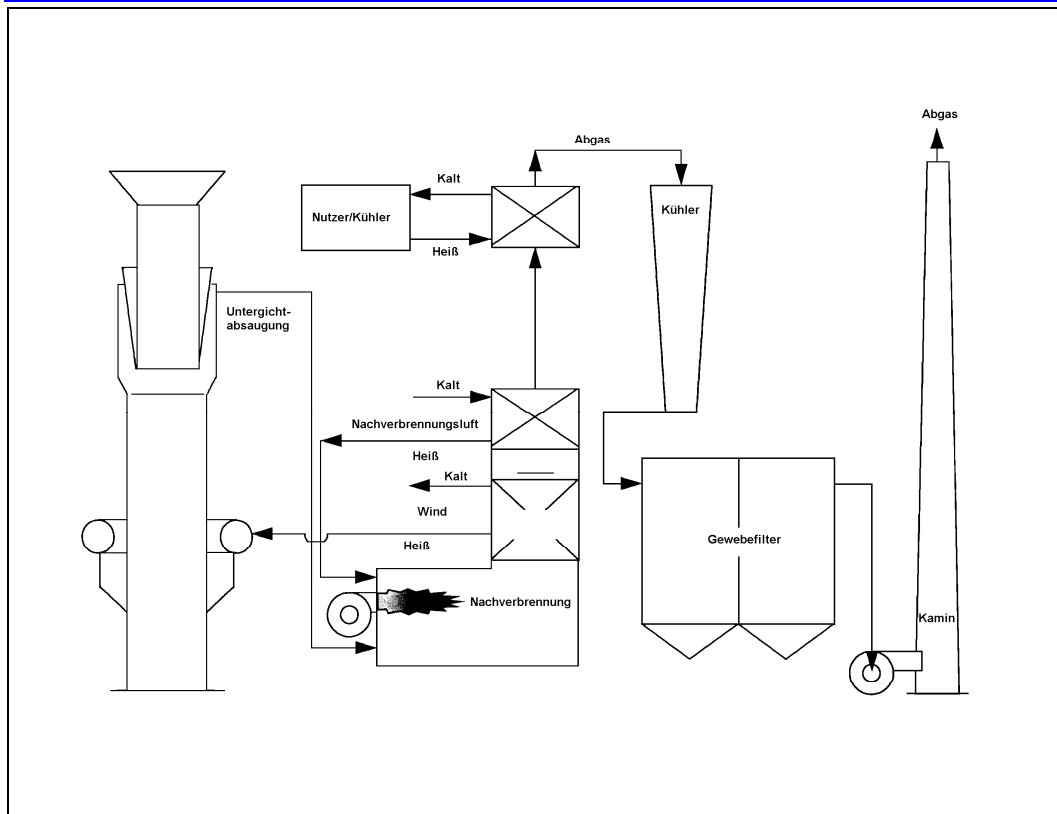 Abgas
Abgas
Kalt
Nutzer/Kühler
Kühler
Heiß
Untergicht-
absaugung
Kalt
Nachverbrennungsluft
Heiß
Kalt
Wind
Gewebefilter
Heiß
Nachverbrennung
Kamin